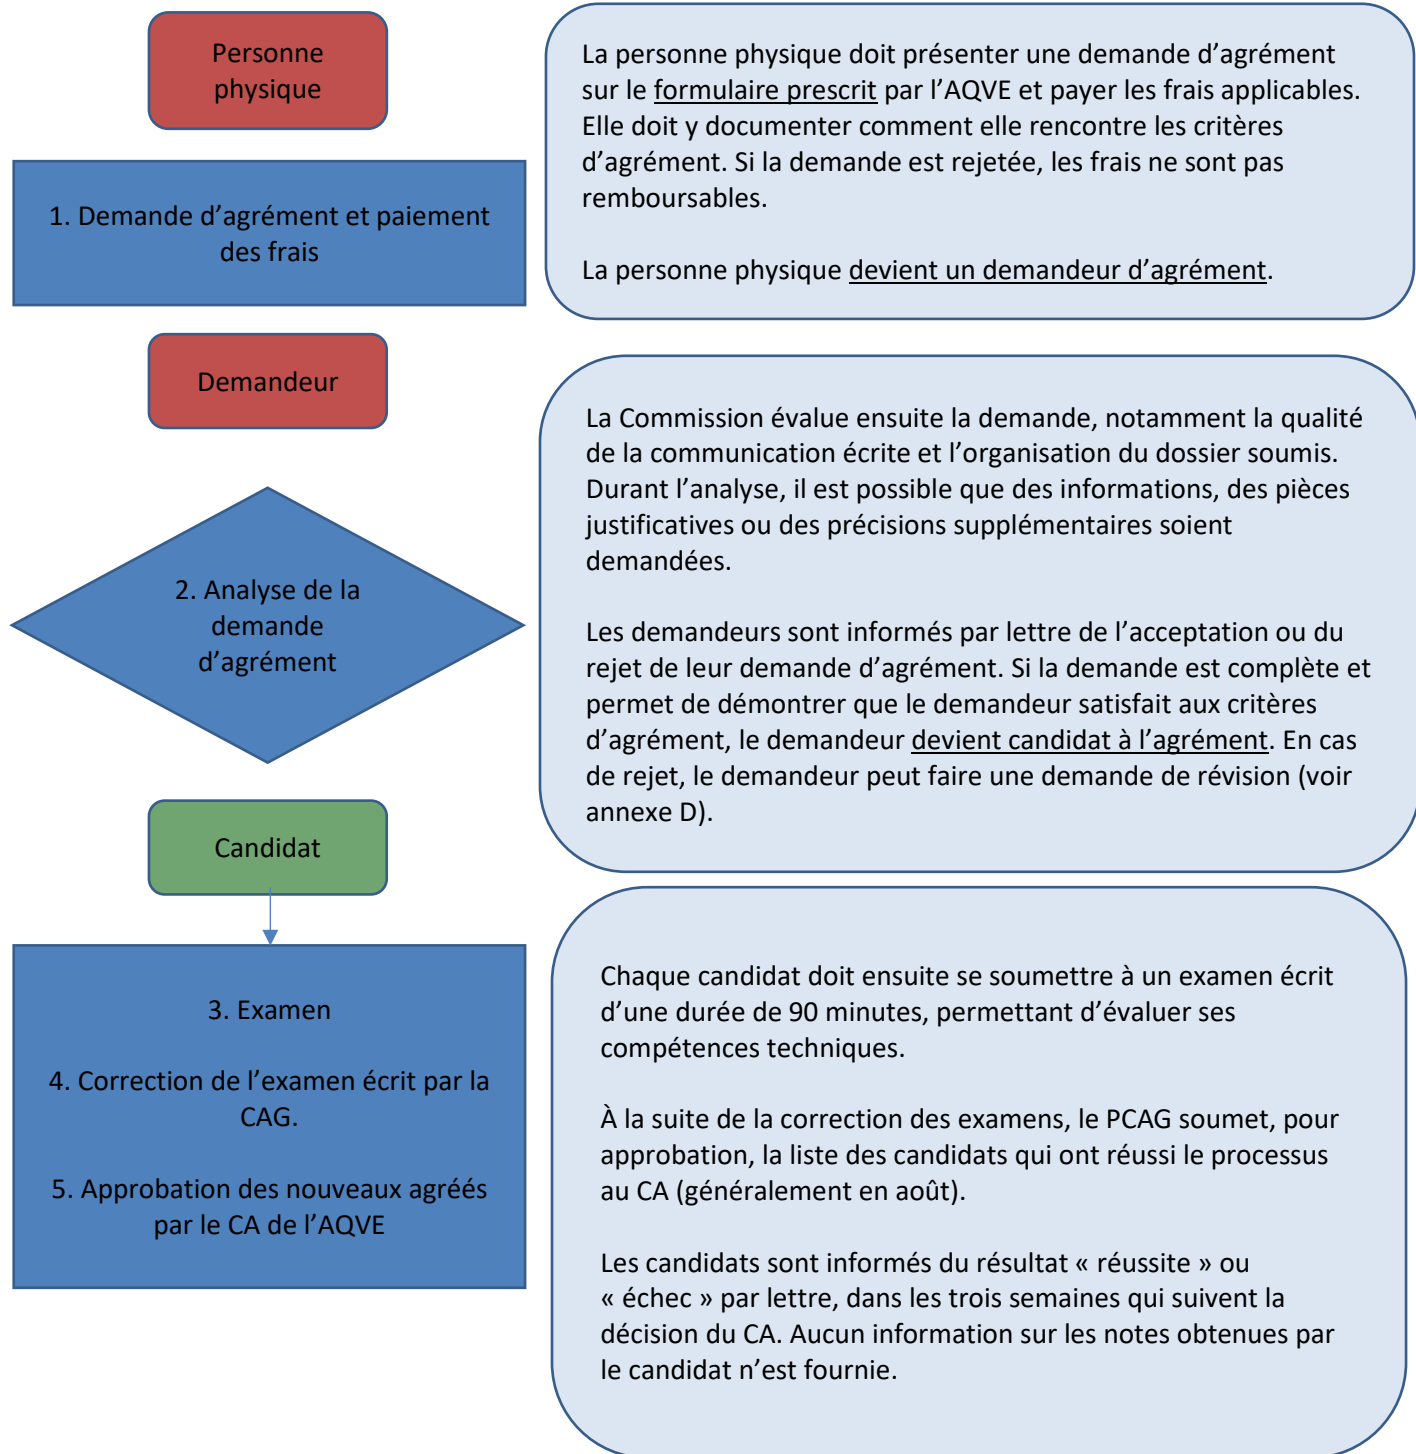 Personne
physique
La personne physique doit présenter une demande d’agrément
sur le formulaire prescrit par l’AQVE et payer les frais applicables.
Elle doit y documenter comment elle rencontre les critères
d’agrément. Si la demande est rejetée, les frais ne sont pas
remboursables.
La personne physique devient un demandeur d’agrément.
1. Demande d’agrément et paiement
des frais
Demandeur
La Commission évalue ensuite la demande, notamment la qualité
de la communication écrite et l’organisation du dossier soumis.
Durant l’analyse, il est possible que des informations, des pièces
justificatives ou des précisions supplémentaires soient
demandées.
Les demandeurs sont informés par lettre de l’acceptation ou du
rejet de leur demande d’agrément. Si la demande est complète et
permet de démontrer que le demandeur satisfait aux critères
d’agrément, le demandeur devient candidat à l’agrément. En cas
de rejet, le demandeur peut faire une demande de révision (voir
annexe D).
2. Analyse de la
demande
d’agrément
Candidat
3. Examen
4. Correction de l’examen écrit par la
CAG.
5. Approbation des nouveaux agréés
par le CA de l’AQVE
Chaque candidat doit ensuite se soumettre à un examen écrit
d’une durée de 90 minutes, permettant d’évaluer ses
compétences techniques.
À la suite de la correction des examens, le PCAG soumet, pour
approbation, la liste des candidats qui ont réussi le processus
au CA (généralement en août).
Les candidats sont informés du résultat « réussite » ou
« échec » par lettre, dans les trois semaines qui suivent la
décision du CA. Aucun information sur les notes obtenues par
le candidat n’est fournie.